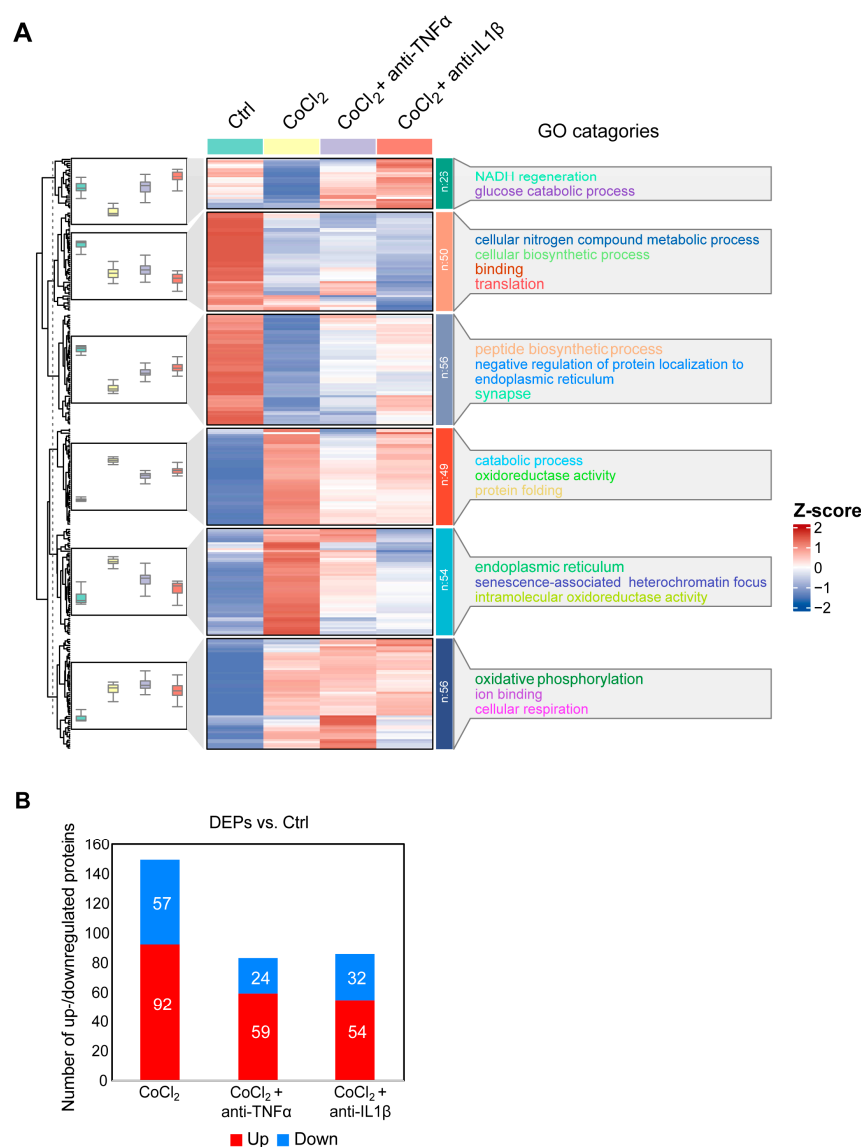 A
Ctrl
CoCl2
CoCl2+ anti-TNFα
CoCl2+ anti-IL1β
GO catagories
n:26
NADH regeneration
glucose catabolic process
n:50
cellular nitrogen compound metabolic process
cellular biosynthetic process
binding
translation
n:56
peptide biosynthetic process
negative regulation of protein localization to
endoplasmic reticulum
synapse
n:49
catabolic process
oxidoreductase activity
protein folding
n:54
endoplasmic reticulum
senescence-associated heterochromatin focus
intramolecular oxidoreductase activity
n:56
oxidative phosphorylation
ion binding
cellular respiration
Z-score
2
1
0
−1
−2
B
DEPs vs. Ctrl
Number of up-/downregulated proteins
160
140
120
100
80
60
40
20
0
57
92
24
59
32
54
CoCl2
CoCl2 +
anti-TNFα
CoCl2 +
anti-IL1β
Up
Down